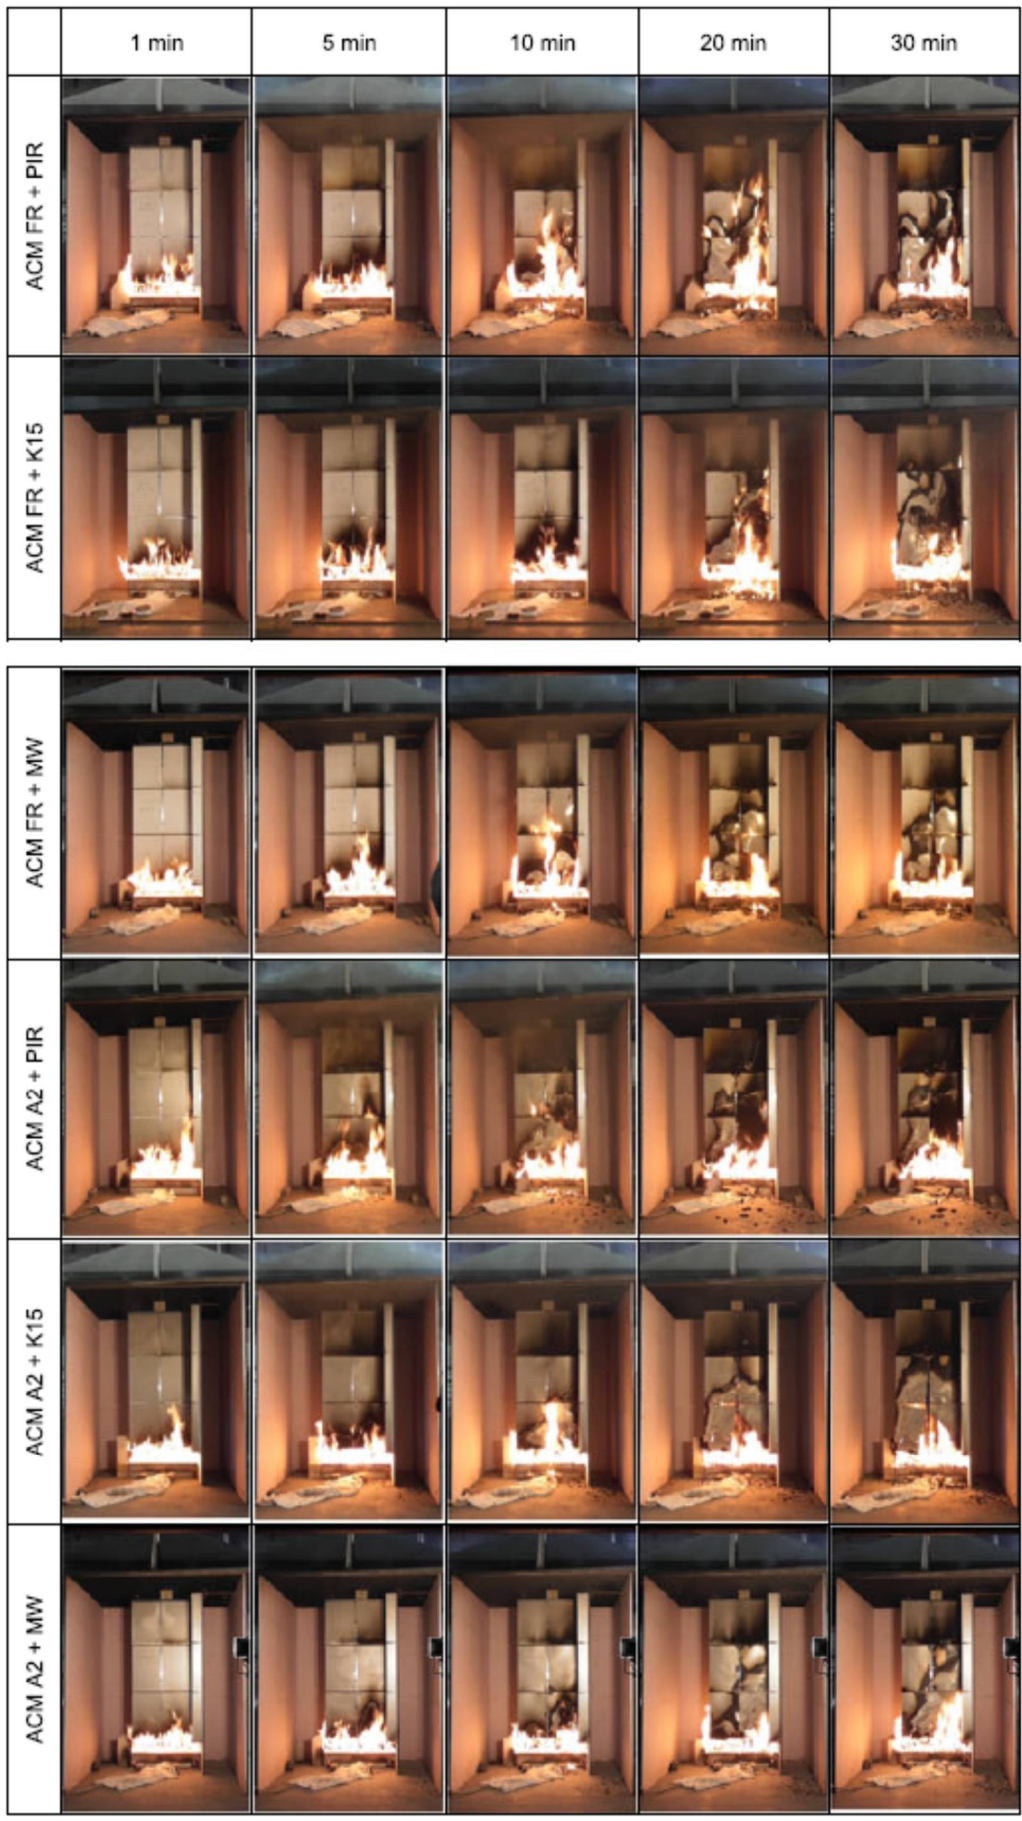 1 min
5 min
10 min
20 min
30 min
ACM FR + PIR
ACM FR + K15
ACM FR + MW
ACM A2 + PIR
ACM A2 + K15
ACM A2 + MW